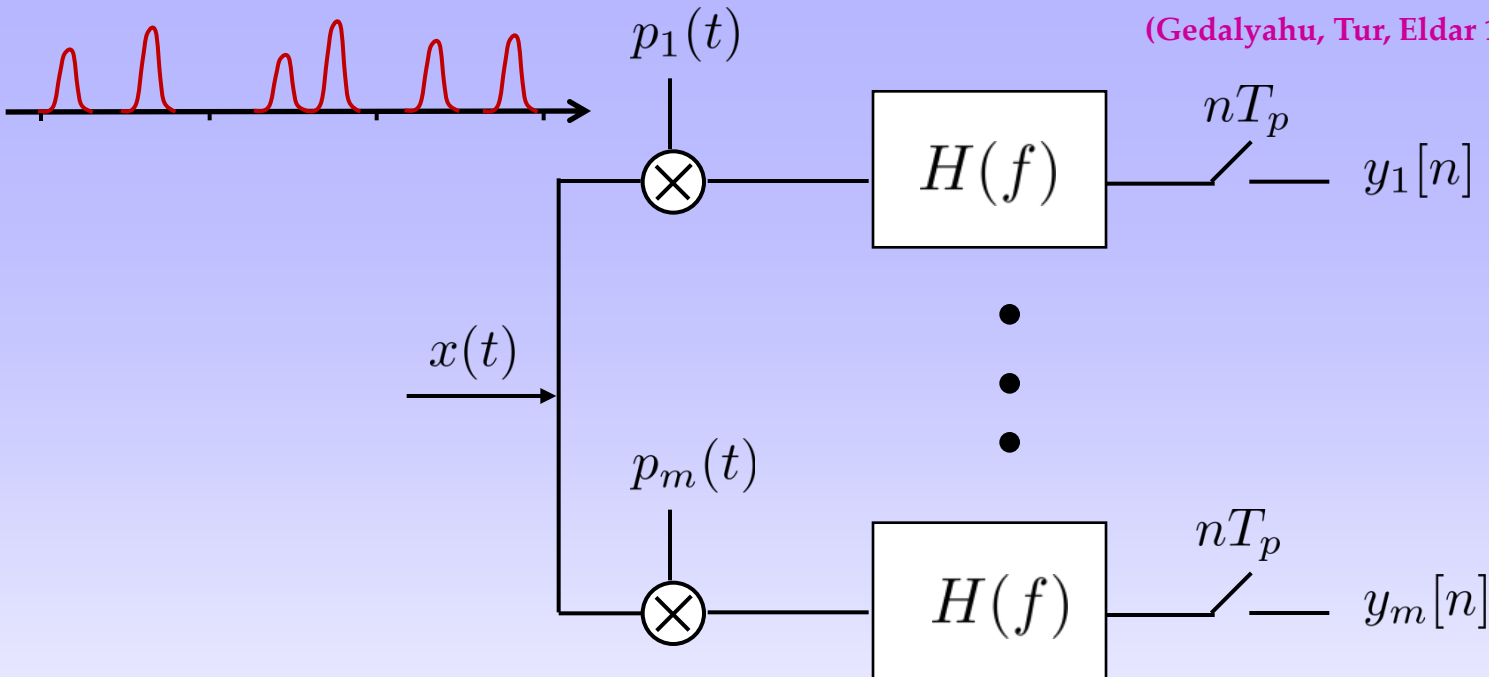 (Gedalyahu, Tur, Eldar
p_1(t)
nT_p
H(f)
y_1[n]
x(t)
p_m(t)
nT_p
H(f)
y_m[n]